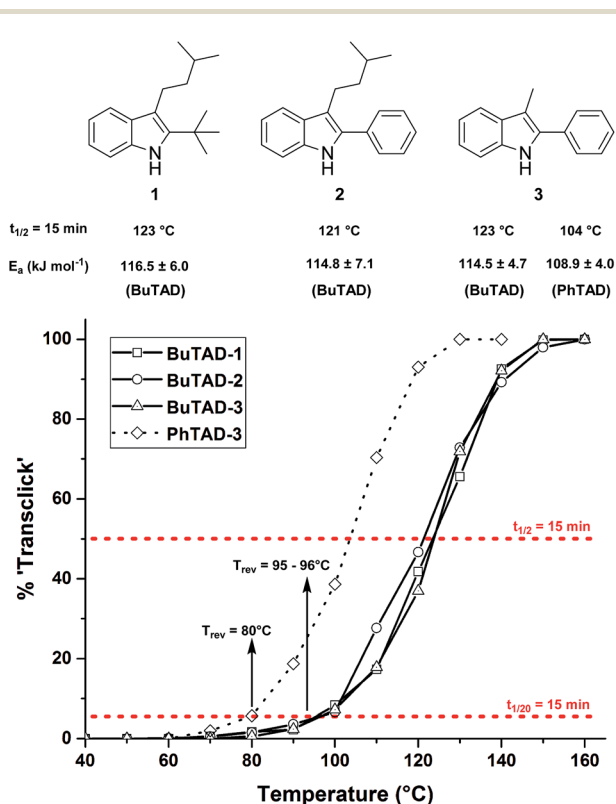 N
H
N
H
N
H
1
2
3
t1/2 = 15 min
123 °C
121 °C
123 °C
104 °C
Ea (kJ mol-1)
116.5 ± 6.0
114.8 ± 7.1
114.5 ± 4.7
108.9 ± 4.0
(BuTAD)
(BuTAD)
(BuTAD)
(PhTAD)
100
80
60
40
20
0
% 'Transclick'
BuTAD-1
BuTAD-2
BuTAD-3
PhTAD-3
t1/2 = 15 min
Trev = 95 - 96°C
Trev = 80°C
t1/20 = 15 min
40
60
80
100
120
140
160
Temperature (°C)